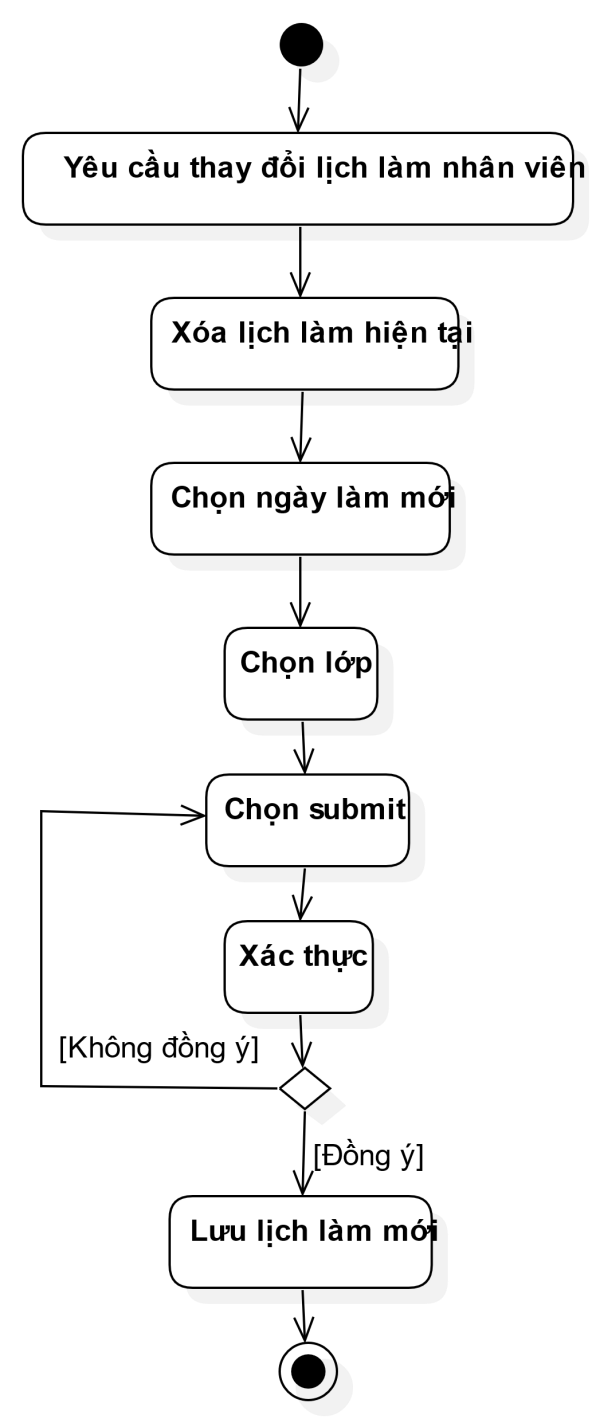 Yêu cầu thay đổi lịch làm nhân viên
Xóa lịch làm hiện tại
Chọn ngày làm mới
Chọn lớp
Chọn submit
Xác thực
[Không đồng ý]
[Đồng ý]
Lưu lịch làm mới